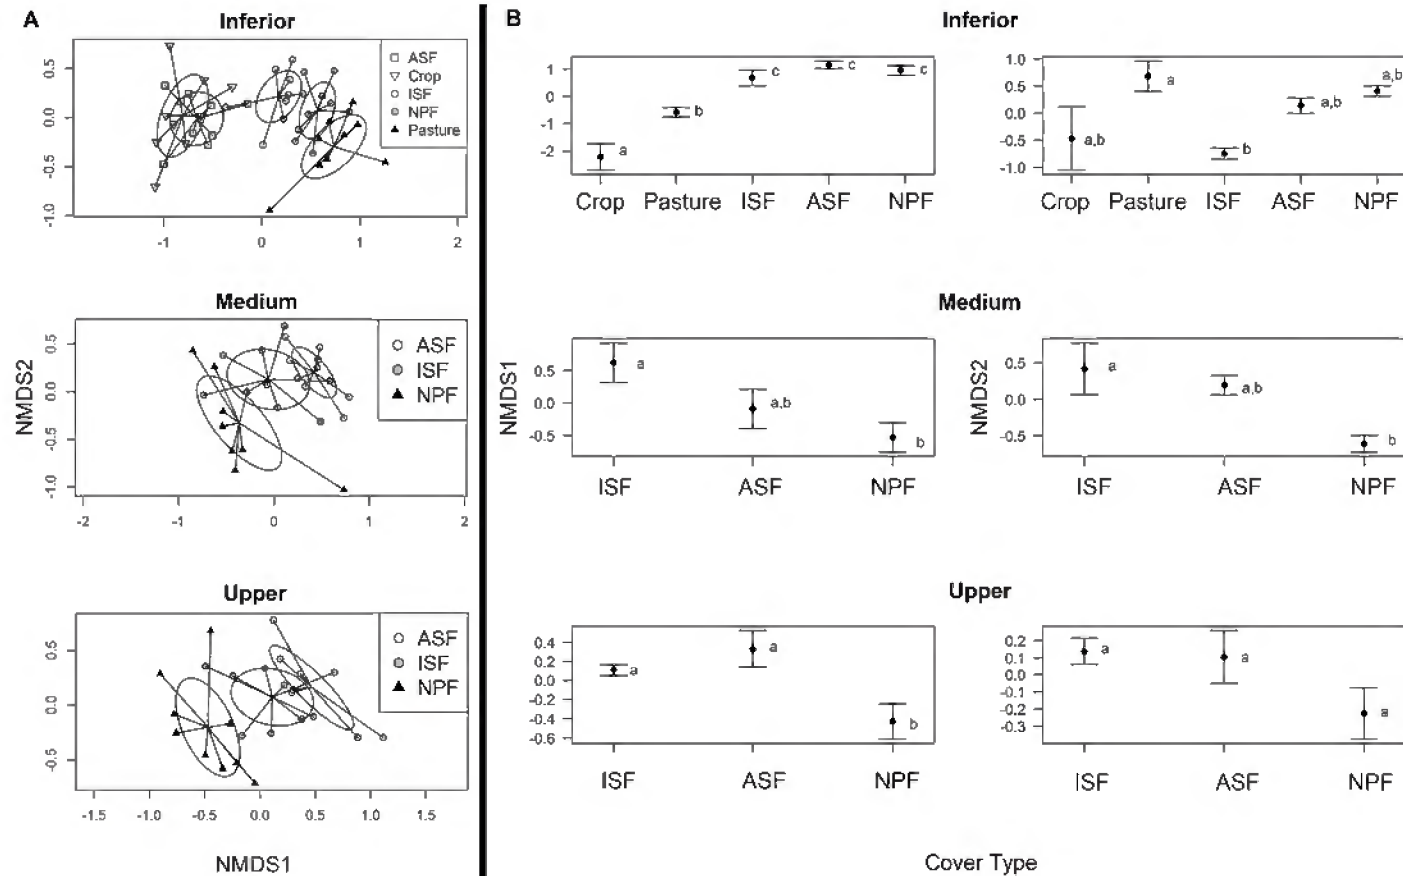 A
Inferior
ASF
Crop
ISF
NPF
Pasture
0.5
0.0
-0.5
-1.0
-1
0
1
2
Medium
ASF
ISF
NPF
0.5
0.0
-0.5
-1.0
-2
-1
0
1
2
NMDS2
Upper
ASF
ISF
NPF
0.5
0.0
-0.5
-1.5
-1.0
-0.5
0.0
0.5
1.0
1.5
NMDS1
B
Inferior
1
0
-1
-2
a
b
c
c
c
Crop Pasture ISF ASF NPF
1.0
0.5
0.0
-0.5
-1.0
a,b
a
b
a,b
a,b
Crop Pasture ISF ASF NPF
Medium
NMDS1
0.5
0.0
-0.5
a
a,b
b
ISF ASF NPF
NMDS2
0.5
0.0
-0.5
a
a,b
b
ISF ASF NPF
Upper
0.4
0.2
0.0
-0.2
-0.4
-0.6
a
a
b
ISF ASF NPF
0.2
0.1
0.0
-0.1
-0.3
a
a
a
ISF ASF NPF
Cover Type